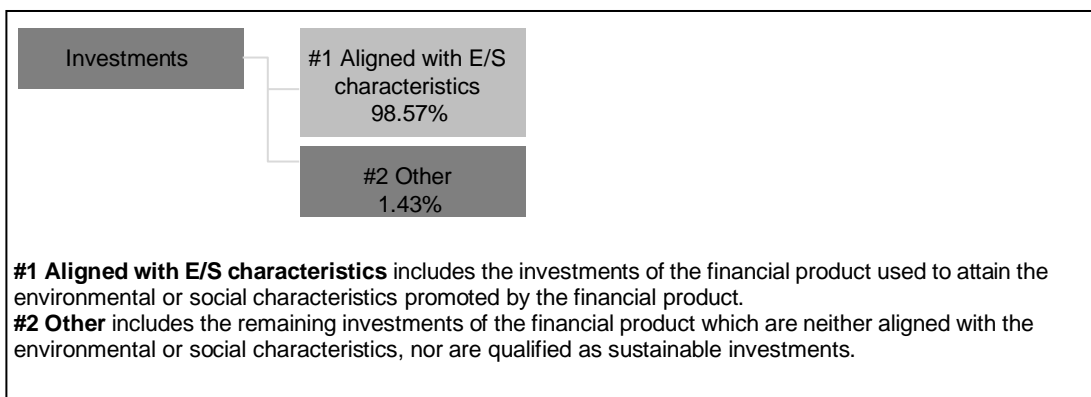 Investments
#1 Aligned with E/S
characteristics
98.57%
#2 Other
1.43%
#1 Aligned with E/S characteristics includes the investments of the financial product used to attain the
environmental or social characteristics promoted by the financial product.
#2 Other includes the remaining investments of the financial product which are neither aligned with the
environmental or social characteristics, nor are qualified as sustainable investments.